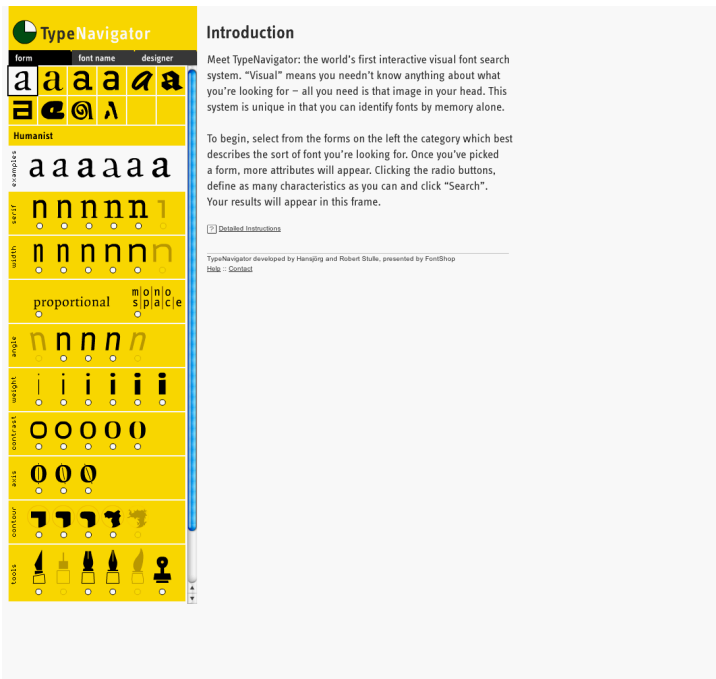 TypeNavigator
form font name designer
a a a a a a
a e a a
Humanist
examples
a a a a a a
serif
n n n n n ı
width
n n n n n n
proportional
mono
space
angle
n n n n n
weight
i i i i i i
contrast
o o o o o
axis
o o o
contour
tools
Introduction
Meet TypeNavigator: the world's first interactive visual font search
system. “Visual” means you needn't know anything about what
you're looking for – all you need is that image in your head. This
system is unique in that you can identify fonts by memory alone.
To begin, select from the forms on the left the category which best
describes the sort of font you're looking for. Once you've picked
a form, more attributes will appear. Clicking the radio buttons,
define as many characteristics as you can and click “Search”.
Your results will appear in this frame.
? Detailed Instructions
TypeNavigator developed by Hansjörg and Robert Stulle, presented by FontShop
Help :: Contact